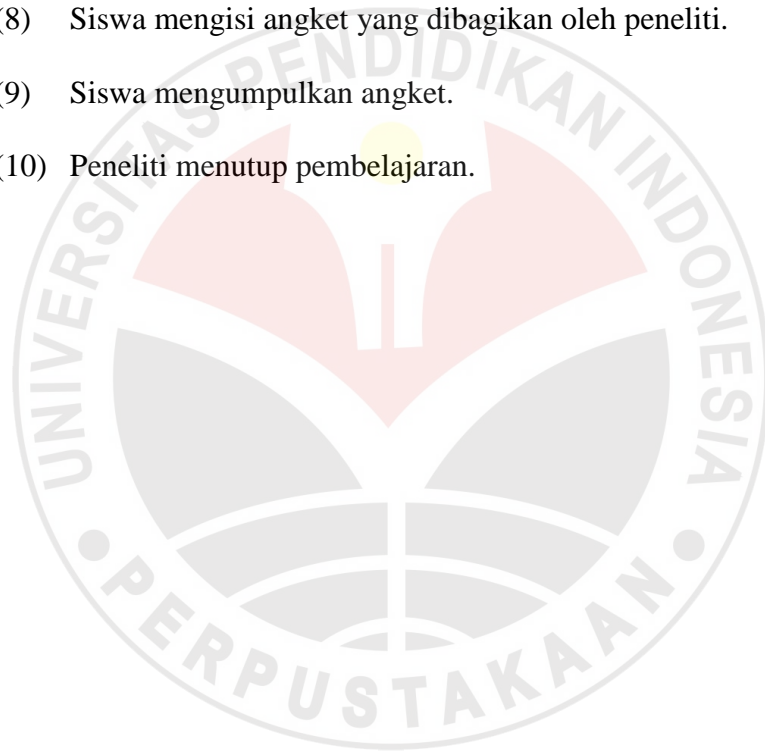 (8) Siswa mengisi angket yang dibagikan oleh peneliti.
(9) Siswa mengumpulkan angket.
(10) Peneliti menutup pembelajaran.
UNIVERSITAS PENDIDIKAN INDONESIA
PERPUSTAKAAN